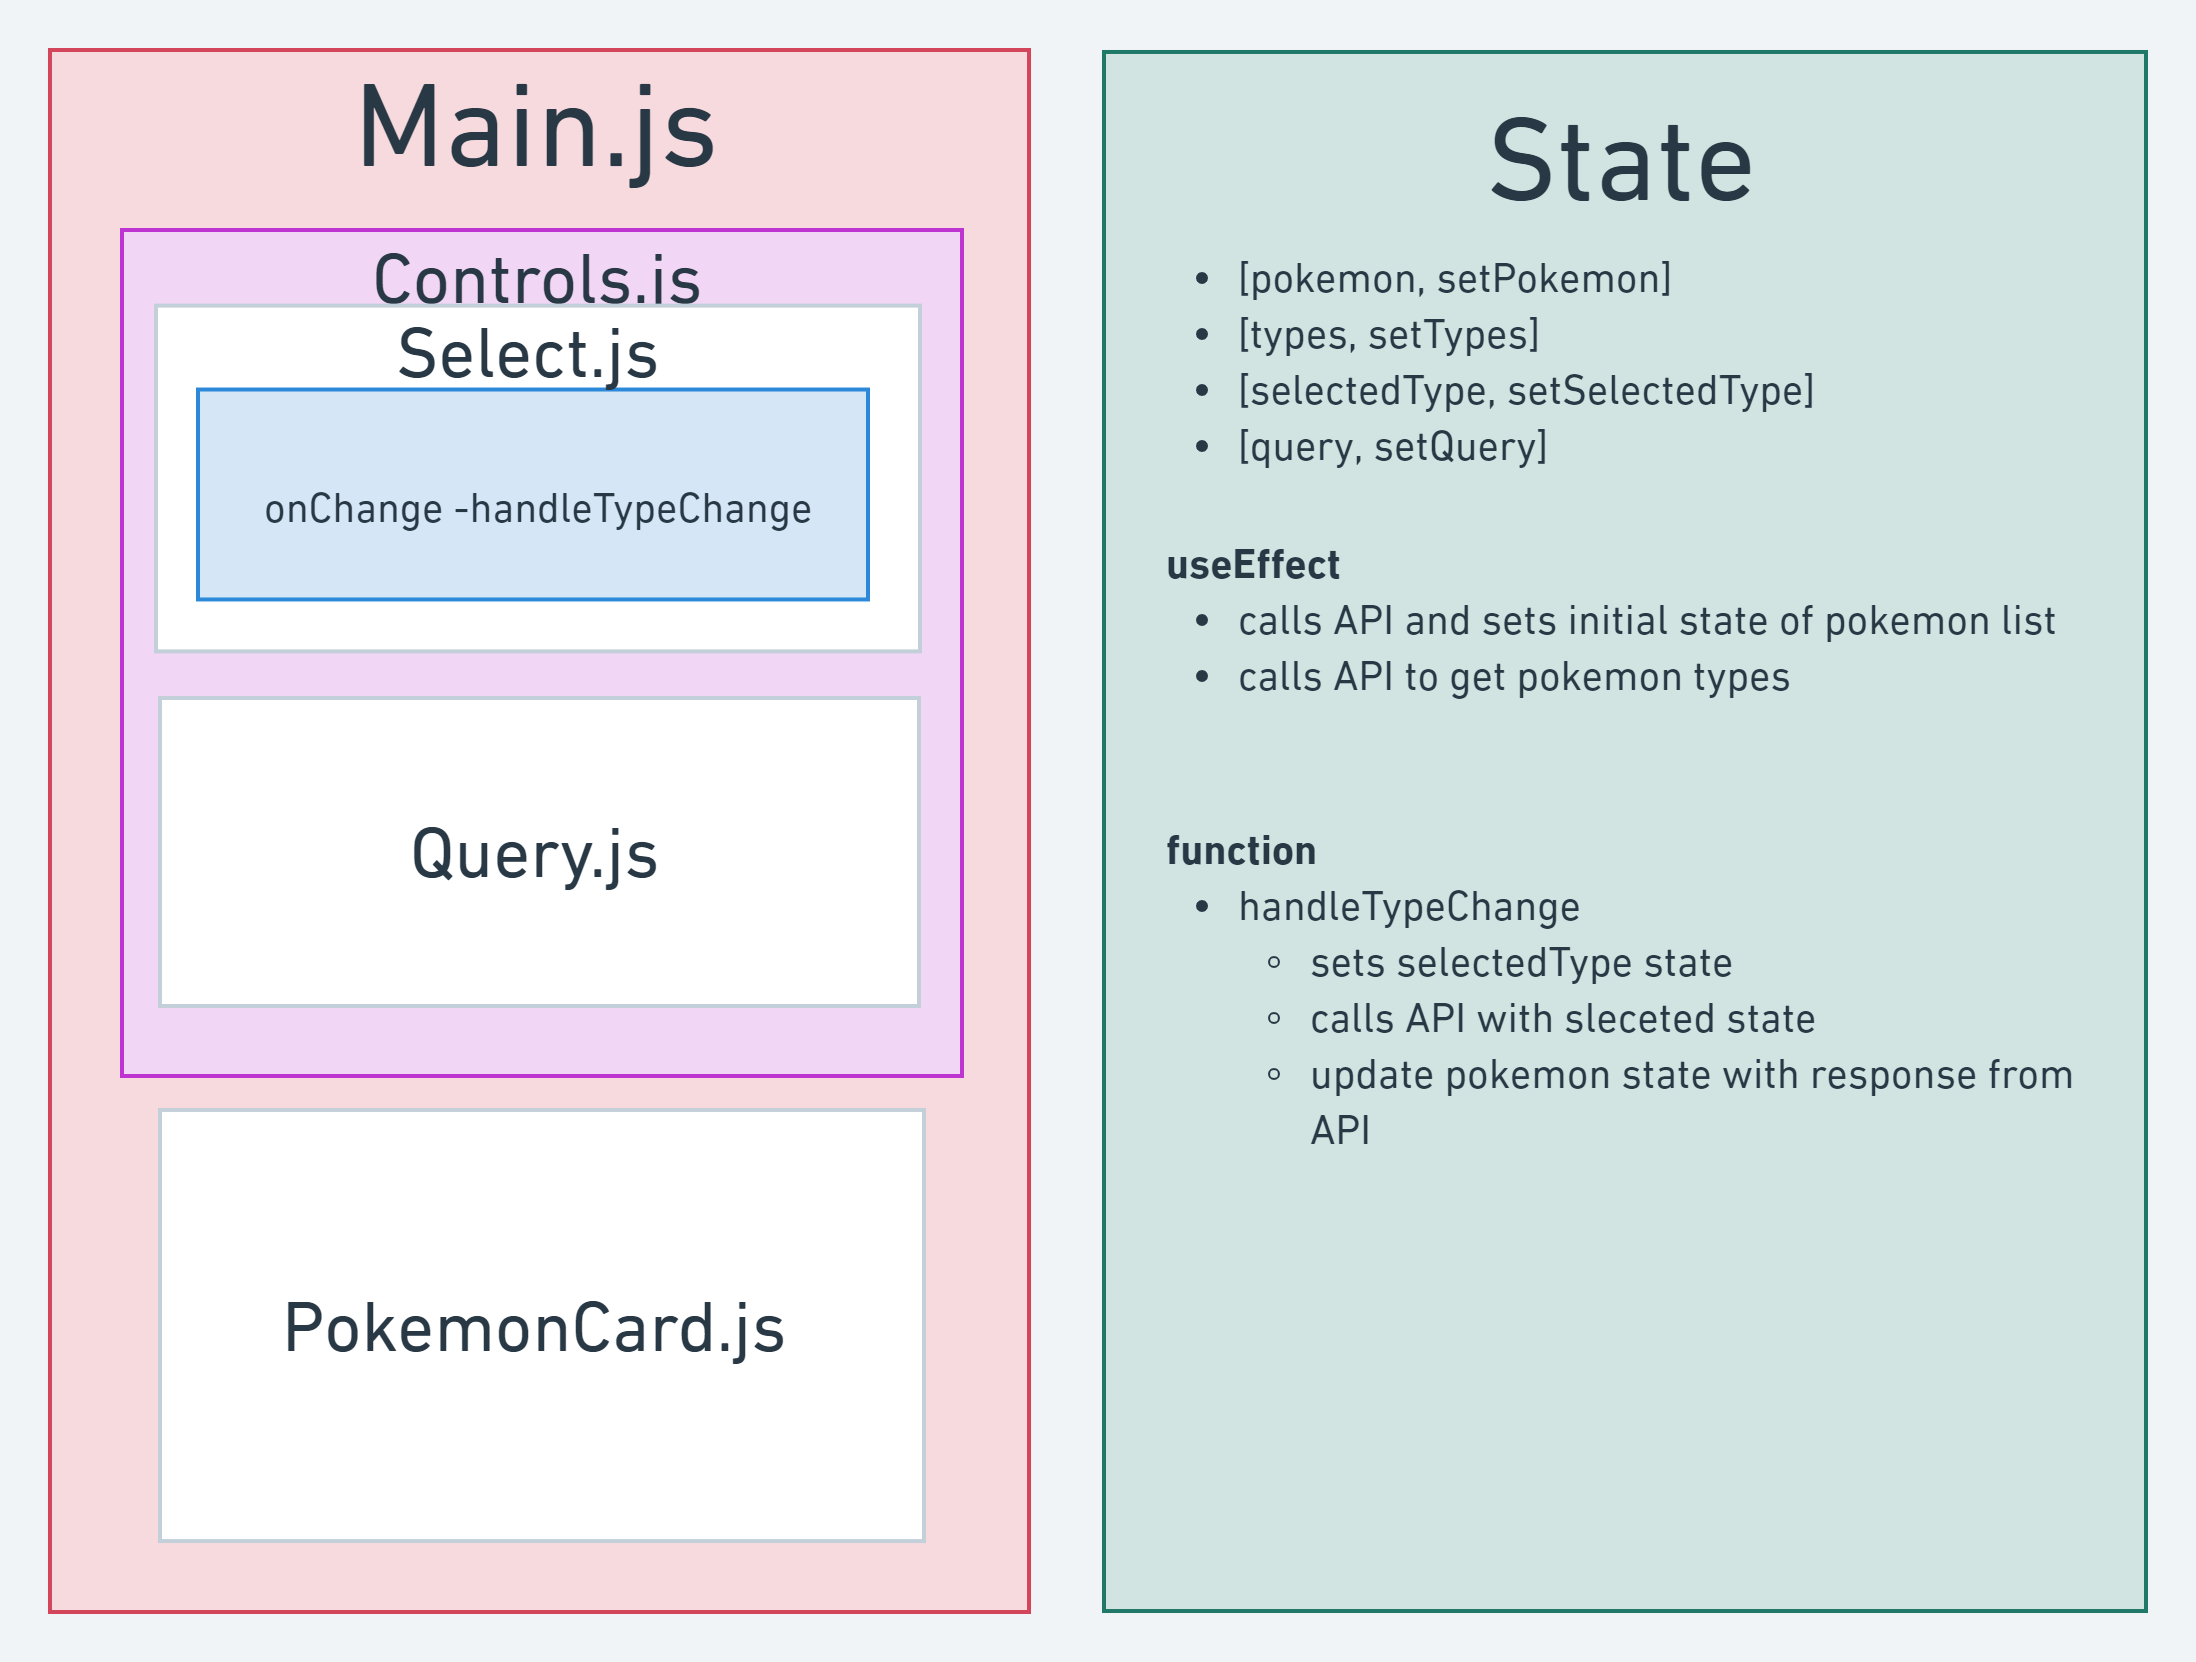 Main.js
Controls.js
Select.js
onChange -handleTypeChange
Query.js
PokemonCard.js
State
• [pokemon, setPokemon]
• [types, setTypes]
• [selectedType, setSelectedType]
• [query, setQuery]
useEffect
• calls API and sets initial state of pokemon list
• calls API to get pokemon types
function
• handleTypeChange
◦ sets selectedType state
◦ calls API with sleceted state
◦ update pokemon state with response from
API